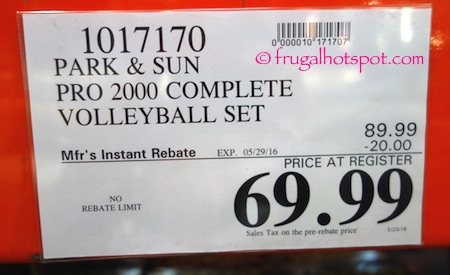 1017170
0000010171707
© frugalhotspot.com
PARK & SUN
PRO 2000 COMPLETE
VOLLEYBALL SET
89.99
Mfr's Instant Rebate EXP. 05/29/16 -20.00
PRICE AT REGISTER
NO
REBATE LIMIT
69.99
Sales Tax on the pre-rebate price